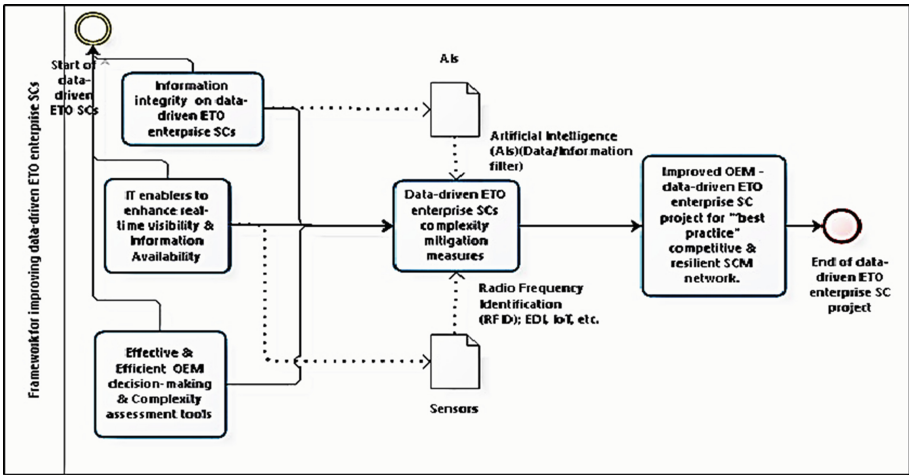 Framework for improving data-driven ETO enterprise SCs
Start of
data-
driven
ETO SCs
Information
integrity on data-
driven ETO
enterprise SCs
IT enablers to
enhance real-
time visibility &
Information
Availability
Effective &
Efficient OEM
decision-making
& Complexity
assessment tools
AIs
Artificial Intelligence
(AIs)(Data/Information
filter)
Data-driven ETO
enterprise SCs
complexity
mitigation
measures
Radio Frequency
Identification
(RFID); EDI, IoT, etc.
Sensors
Improved OEM -
data-driven ETO
enterprise SC
project for "best
practice"
competitive &
resilient SCM
network.
End of data-
driven ETO
enterprise SC
project